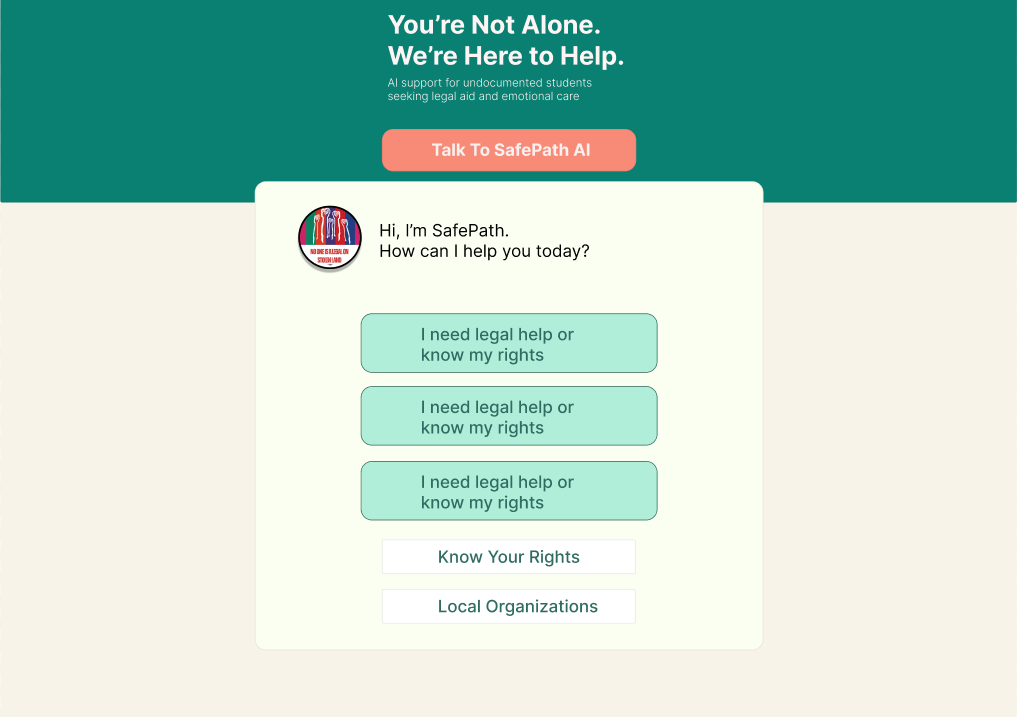 You’re Not Alone.
We’re Here to Help.
AI support for undocumented students
seeking legal aid and emotional care
Talk To SafePath AI
NO ONE IS ILLEGAL ON
STOLEN LAND
Hi, I’m SafePath.
How can I help you today?
I need legal help or
know my rights
I need legal help or
know my rights
I need legal help or
know my rights
Know Your Rights
Local Organizations